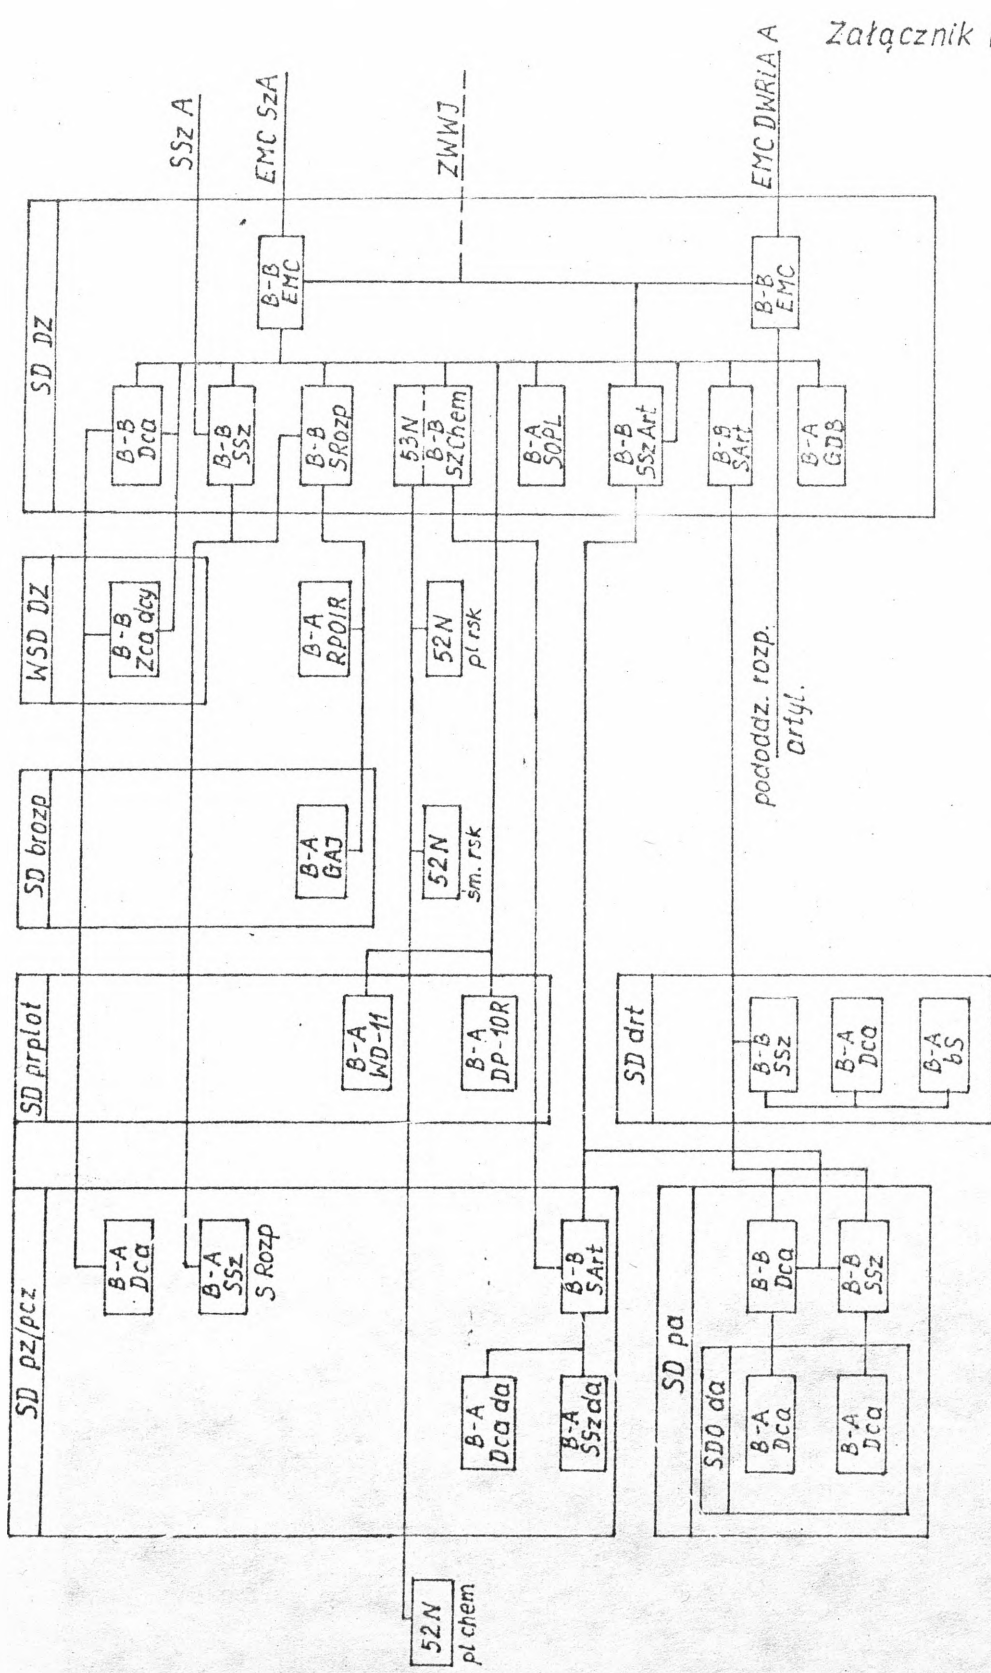 Załącznik
SSz A
EMC SzA
ZWWJ
EMC DWRiA A
SD DZ
B-B
EMC
B-B
EMC
B-B
Dca
B-B
SSz
B-B
SRozp
53N
B-B
SZChem
B-A
SOPL
B-B
SSzArt
B-B
SArt
B-A
GDB
WSD DZ
B-B
Zca dcy
B-A
RPOIR
52N
pl rsk
pododdz. rozp.
artyl.
SD brozp
B-A
GAJ
52N
sm. rsk
SD prplot
B-A
WD-11
B-A
DP-10R
SD drt
B-B
SSz
B-A
Dca
B-A
bS
SD pz/pcz
B-A
Dca
B-A
SSz
S Rozp
B-B
SArt
B-A
Dca da
B-A
SSz da
SD pa
B-B
Dca
B-B
SSz
SDO da
B-A
Dca
B-A
Dca
52N
pl chem